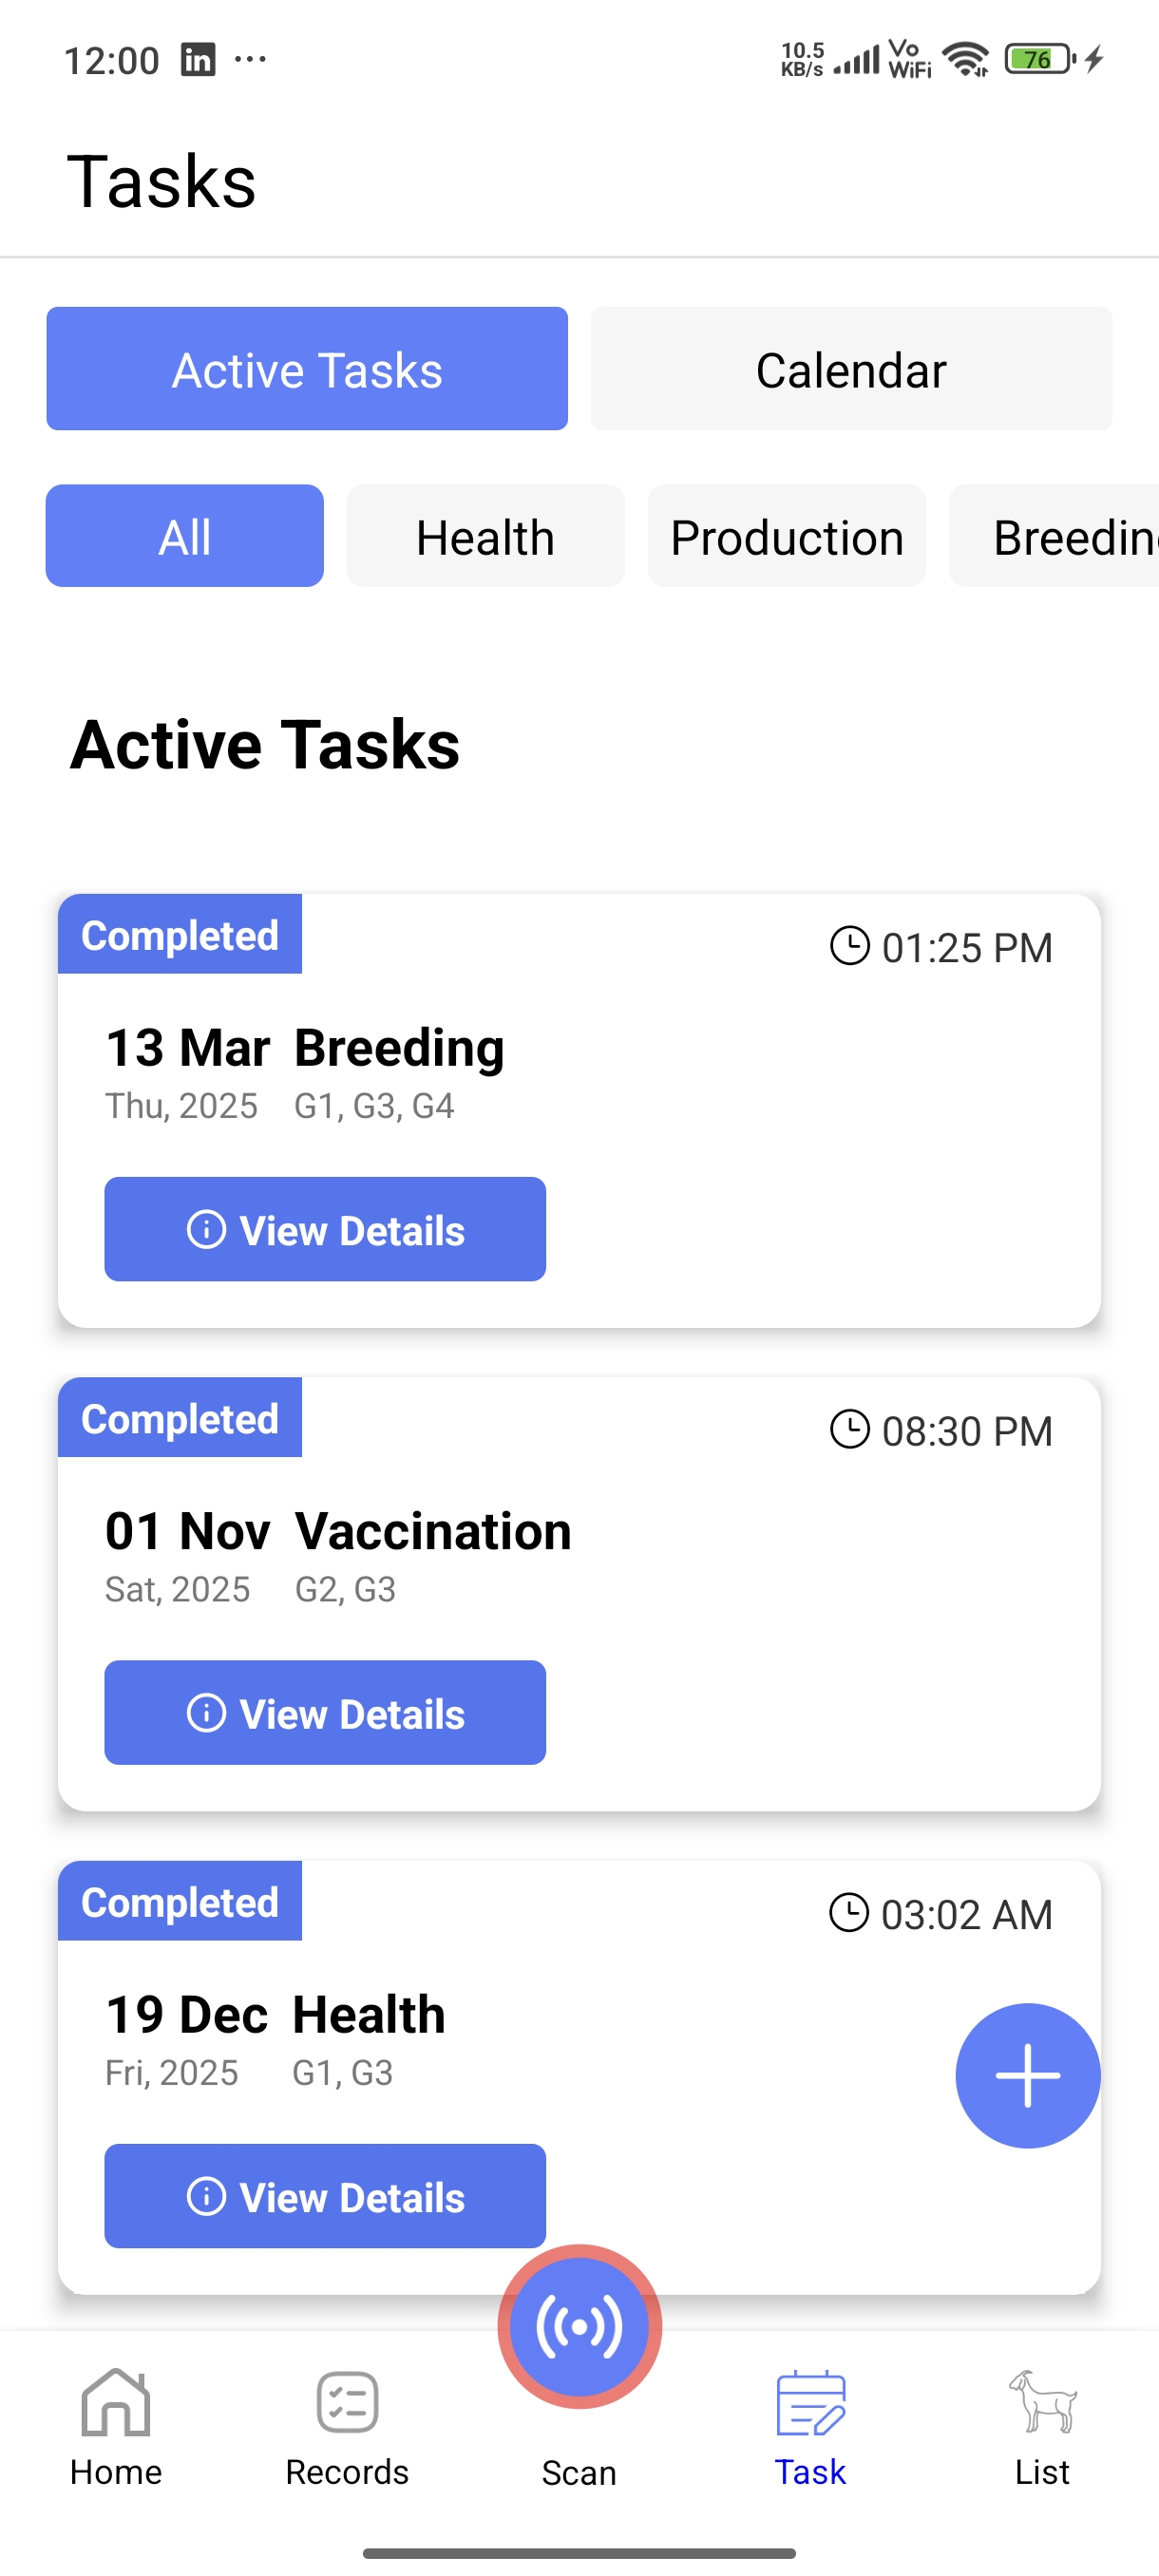 12:00 in ... 10.5 KB/s Vo WiFi 76
Tasks
Active Tasks Calendar
All Health Production Breedin
Active Tasks
Completed 01:25 PM
13 Mar Breeding
Thu, 2025 G1, G3, G4
View Details
Completed 08:30 PM
01 Nov Vaccination
Sat, 2025 G2, G3
View Details
Completed 03:02 AM
19 Dec Health
Fri, 2025 G1, G3
View Details
Home Records Scan Task List